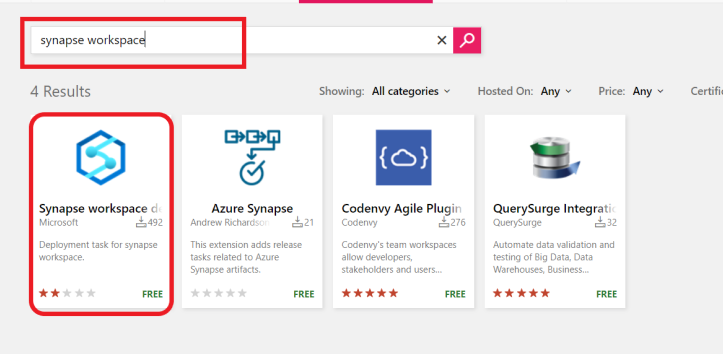 synapse workspace
4 Results
Showing: All categories
Hosted On: Any
Price: Any
Certifi
Synapse workspace de
Microsoft 492
Deployment task for synapse
workspace.
FREE
Azure Synapse
Andrew Richardson 21
This extension adds release
tasks related to Azure
Synapse artifacts.
FREE
{ }
Codenvy Agile Plugin
Codenvy 276
Codenvy's team workspaces
allow developers,
stakeholders and users...
FREE
QuerySurge Integratio
QuerySurge 32
Automate data validation and
testing of Big Data, Data
Warehouses, Business...
FREE